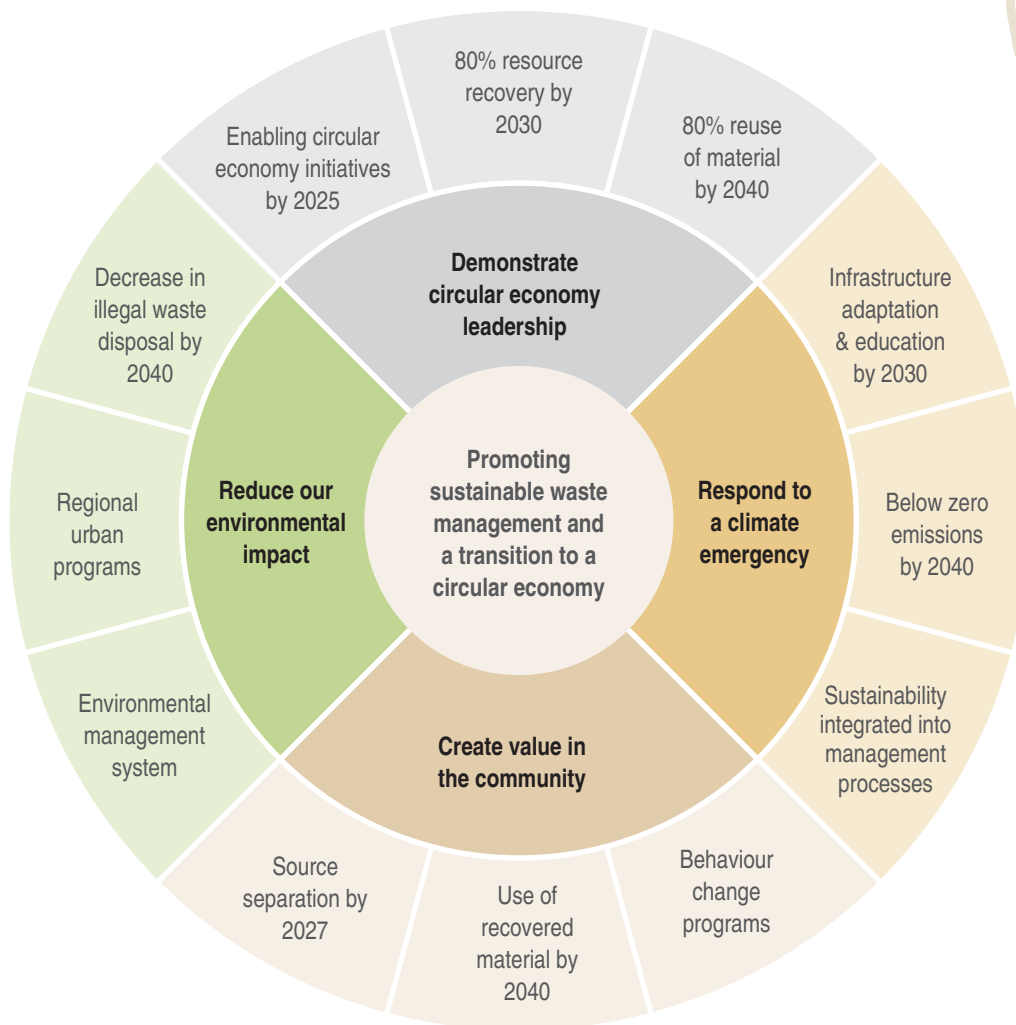 80% resource
recovery by
2030
80% reuse
of material
by 2040
Enabling circular
economy initiatives
by 2025
Demonstrate
circular economy
leadership
Decrease in
illegal waste
disposal by
2040
Infrastructure
adaptation
& education
by 2030
Promoting
sustainable waste
management and
a transition to a
circular economy
Reduce our
environmental
impact
Respond to
a climate
emergency
Regional
urban
programs
Below zero
emissions
by 2040
Environmental
management
system
Sustainability
integrated into
management
processes
Create value in
the community
Source
separation by
2027
Use of
recovered
material by
2040
Behaviour
change
programs